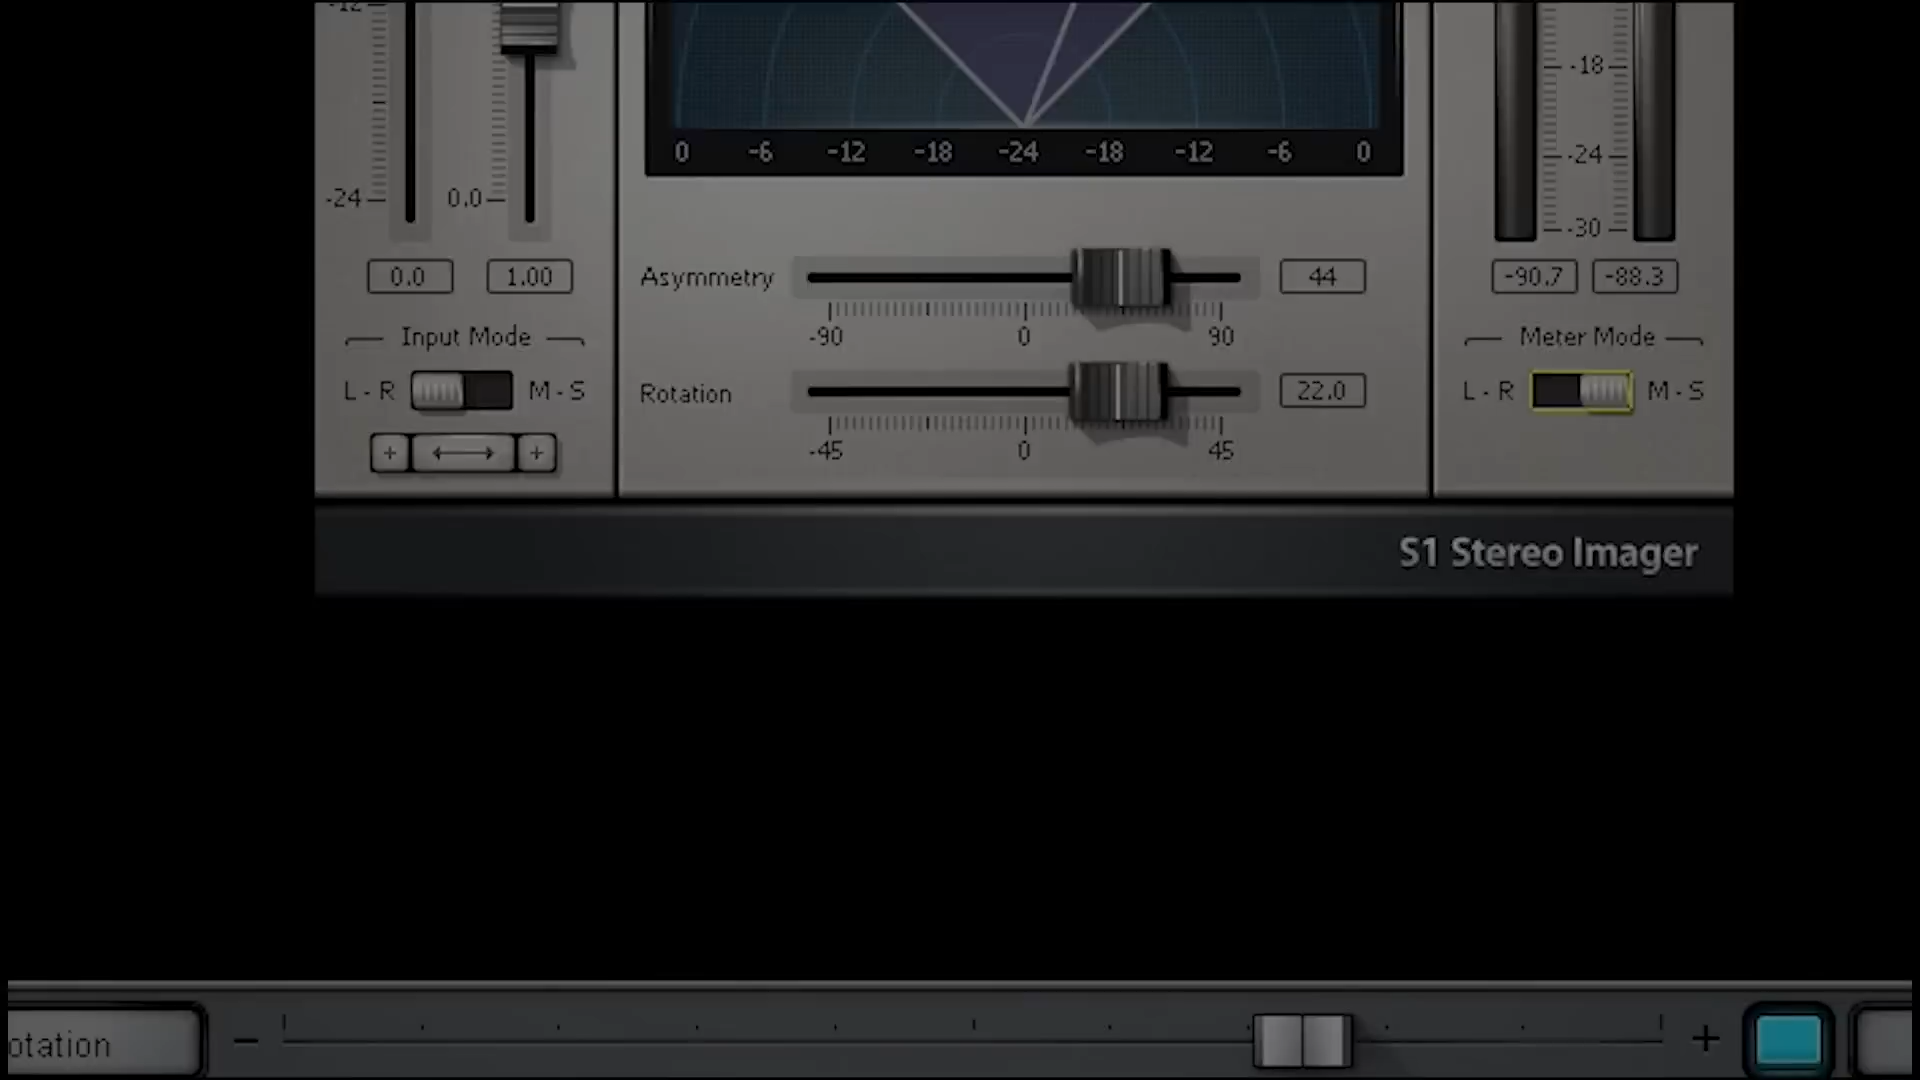 -12
-18
0 -6 -12 -18 -24 -18 -12 -6 0
-24
-24 0.0
-30
0.0 1.00 Asymmetry 44 -90.7 -88.3
-90 0 90
Input Mode Meter Mode
L - R M - S Rotation 22.0 L - R M - S
-45 0 45
+ +
S1 Stereo Imager
otation - +